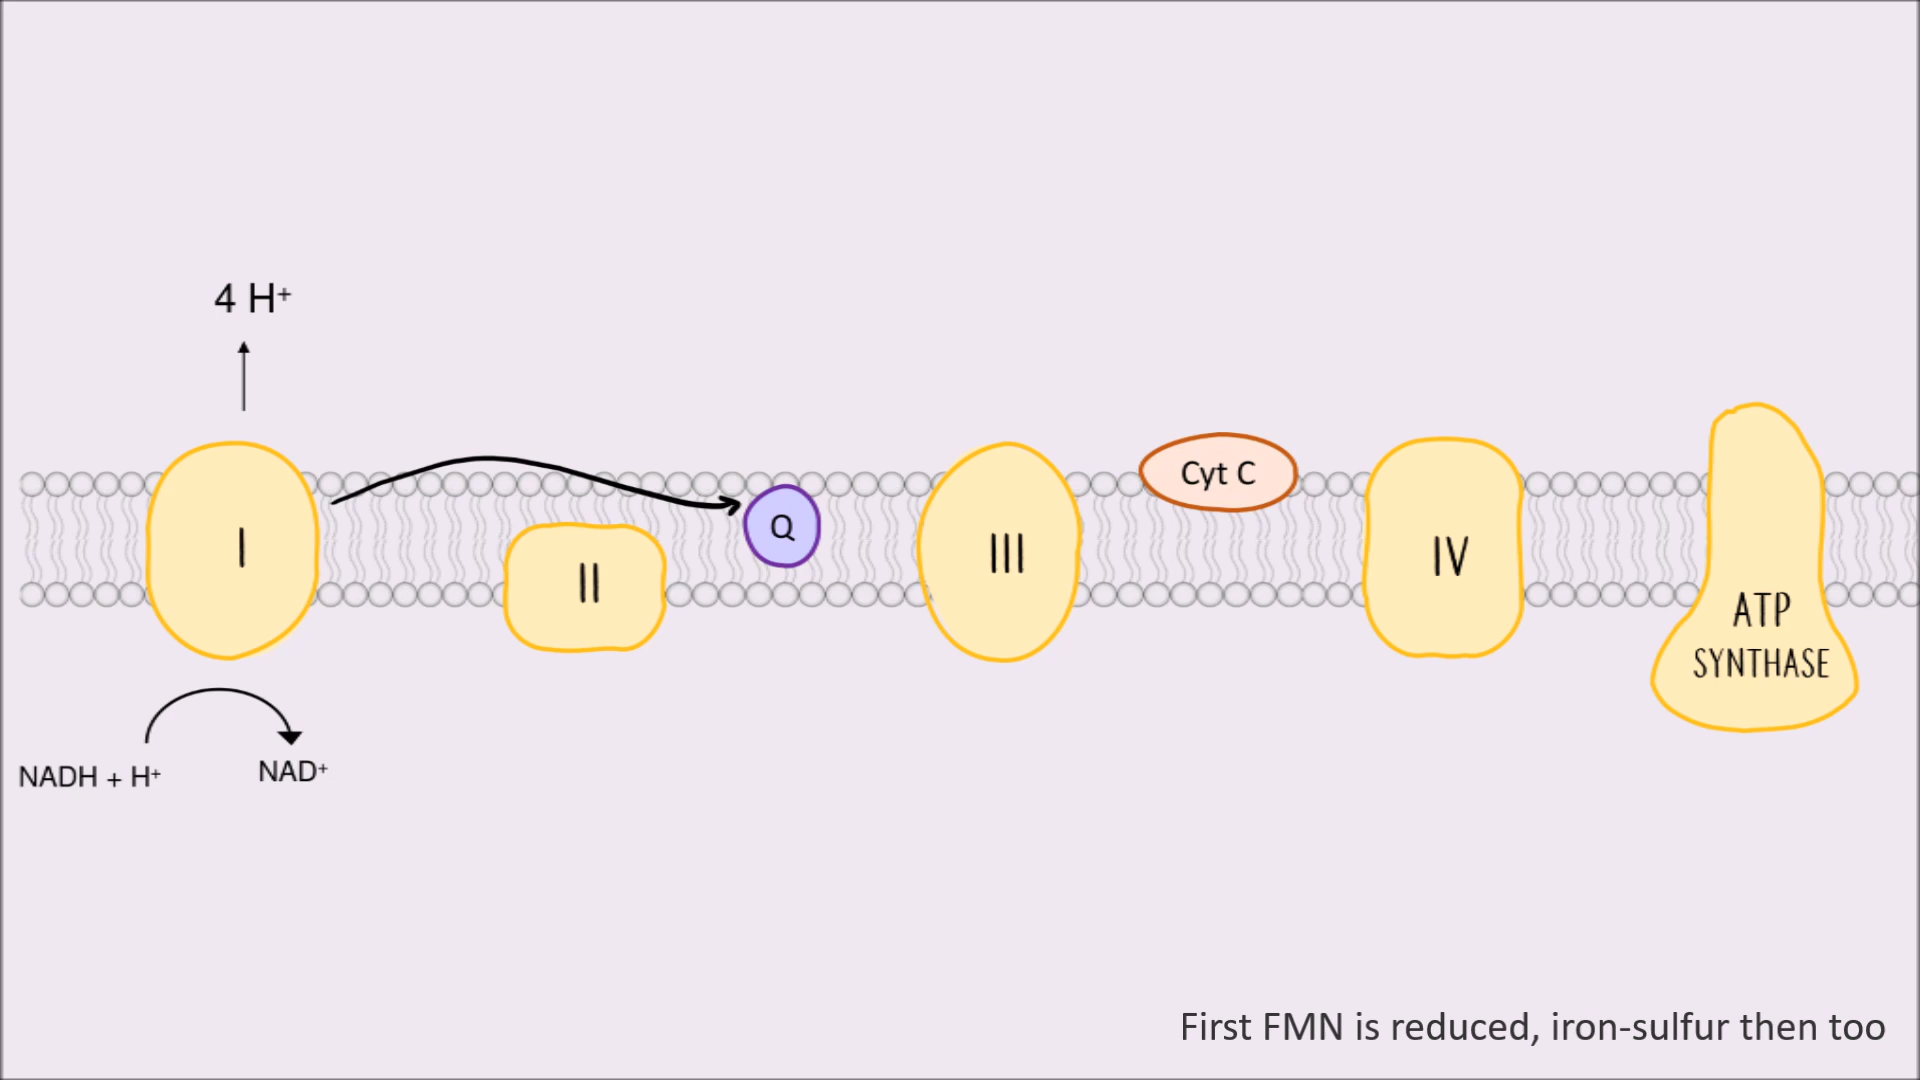 4 H⁺
I
II
Q
III
Cyt C
IV
ATP
SYNTHASE
NADH + H⁺
NAD⁺
First FMN is reduced, iron-sulfur then too